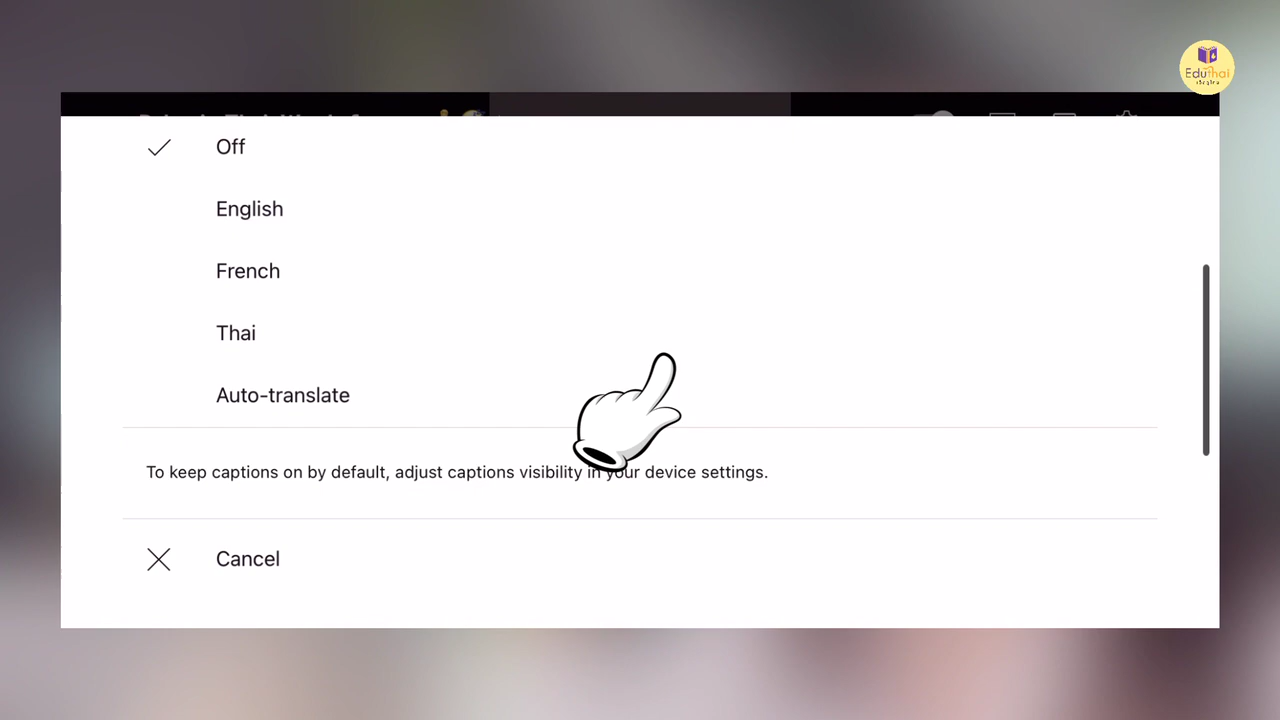 Eduthai
Off
English
French
Thai
Auto-translate
To keep captions on by default, adjust captions visibility in your device settings.
Cancel